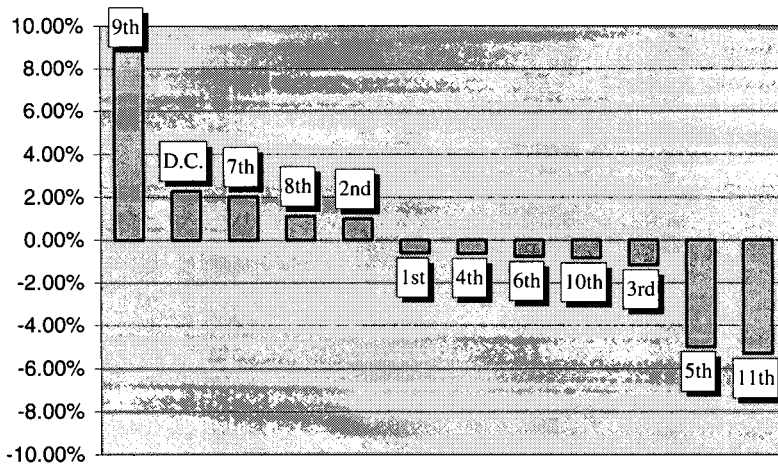 10.00%
8.00%
6.00%
4.00%
2.00%
0.00%
-2.00%
-4.00%
-6.00%
-8.00%
-10.00%
9th
D.C.
7th
8th
2nd
1st
4th
6th
10th
3rd
5th
11th